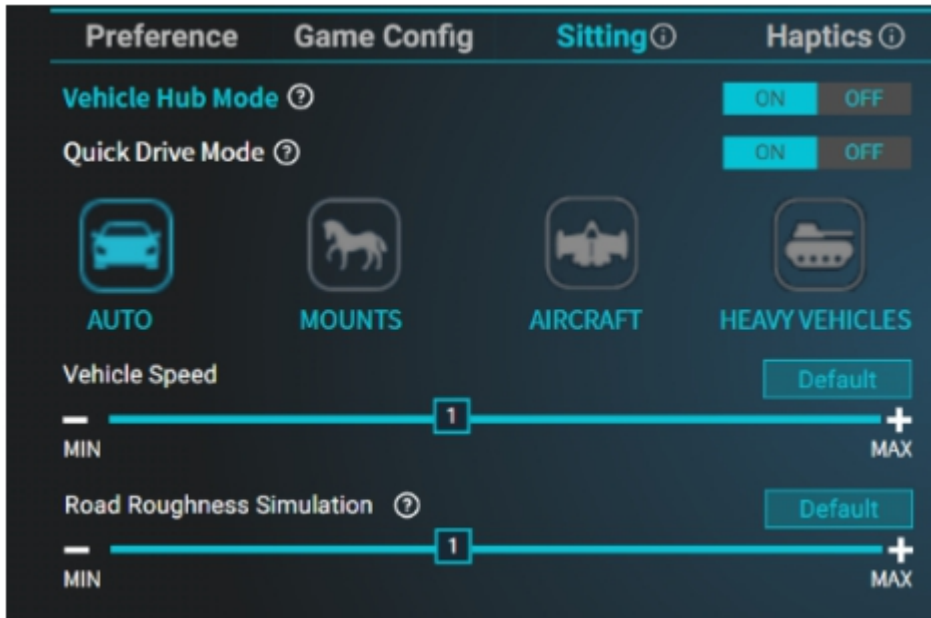 Preference Game Config Sitting Haptics
Vehicle Hub Mode ? ON OFF
Quick Drive Mode ? ON OFF
AUTO MOUNTS AIRCRAFT HEAVY VEHICLES
Vehicle Speed Default
1
MIN MAX
Road Roughness Simulation ? Default
1
MIN MAX